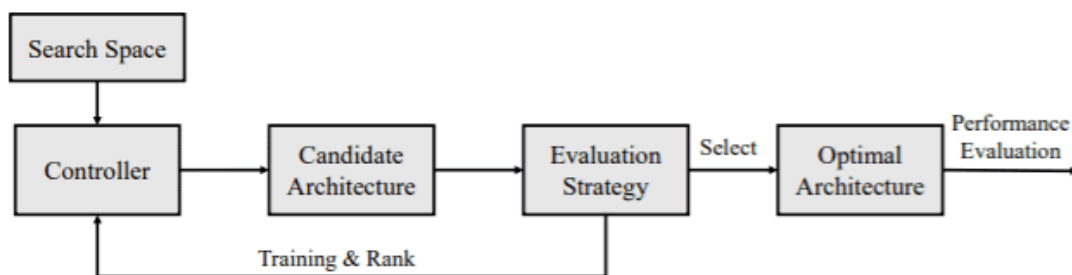 Search Space
Controller
Candidate
Architecture
Evaluation
Strategy
Select
Optimal
Architecture
Performance
Evaluation
Training & Rank